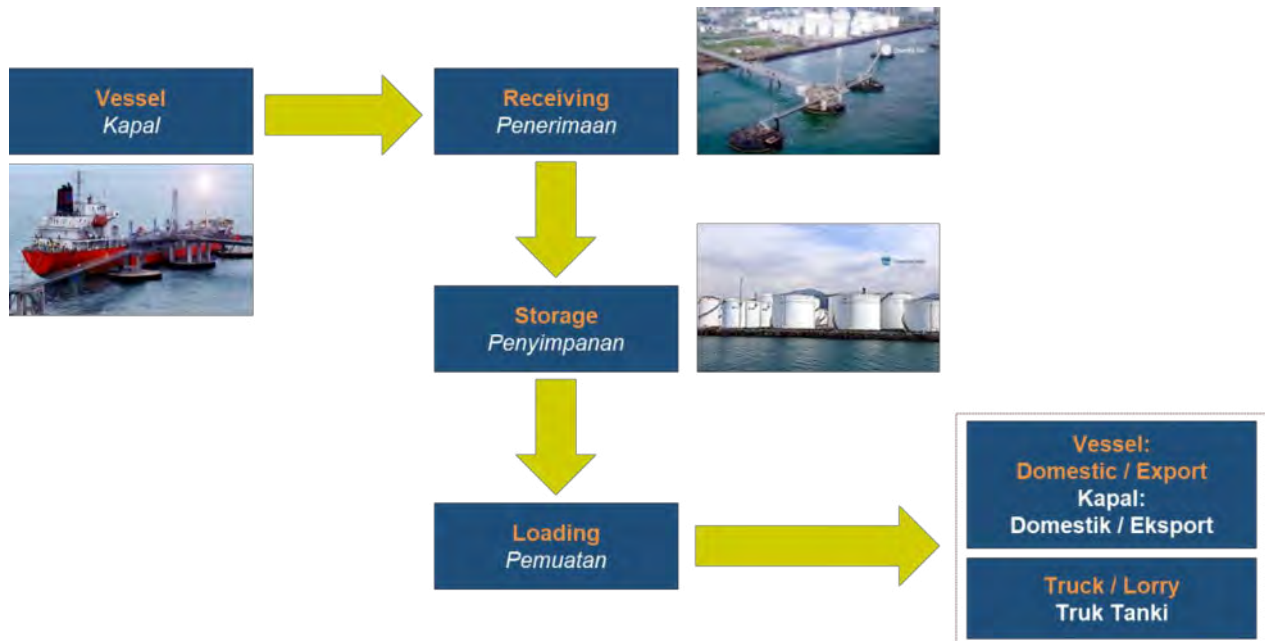 Vessel
Kapal
Receiving
Penerimaan
Storage
Penyimpanan
Loading
Pemuatan
Vessel:
Domestic / Export
Kapal:
Domestik / Eksport
Truck / Lorry
Truk Tanki